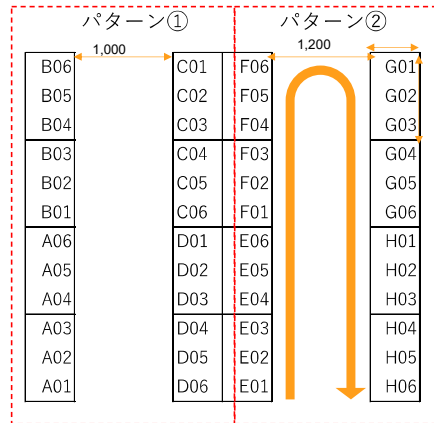 パターン① パターン②
1,000 1,200
B06 C01 F06 G01
B05 C02 F05 G02
B04 C03 F04 G03
B03 C04 F03 G04
B02 C05 F02 G05
B01 C06 F01 G06
A06 D01 E06 H01
A05 D02 E05 H02
A04 D03 E04 H03
A03 D04 E03 H04
A02 D05 E02 H05
A01 D06 E01 H06